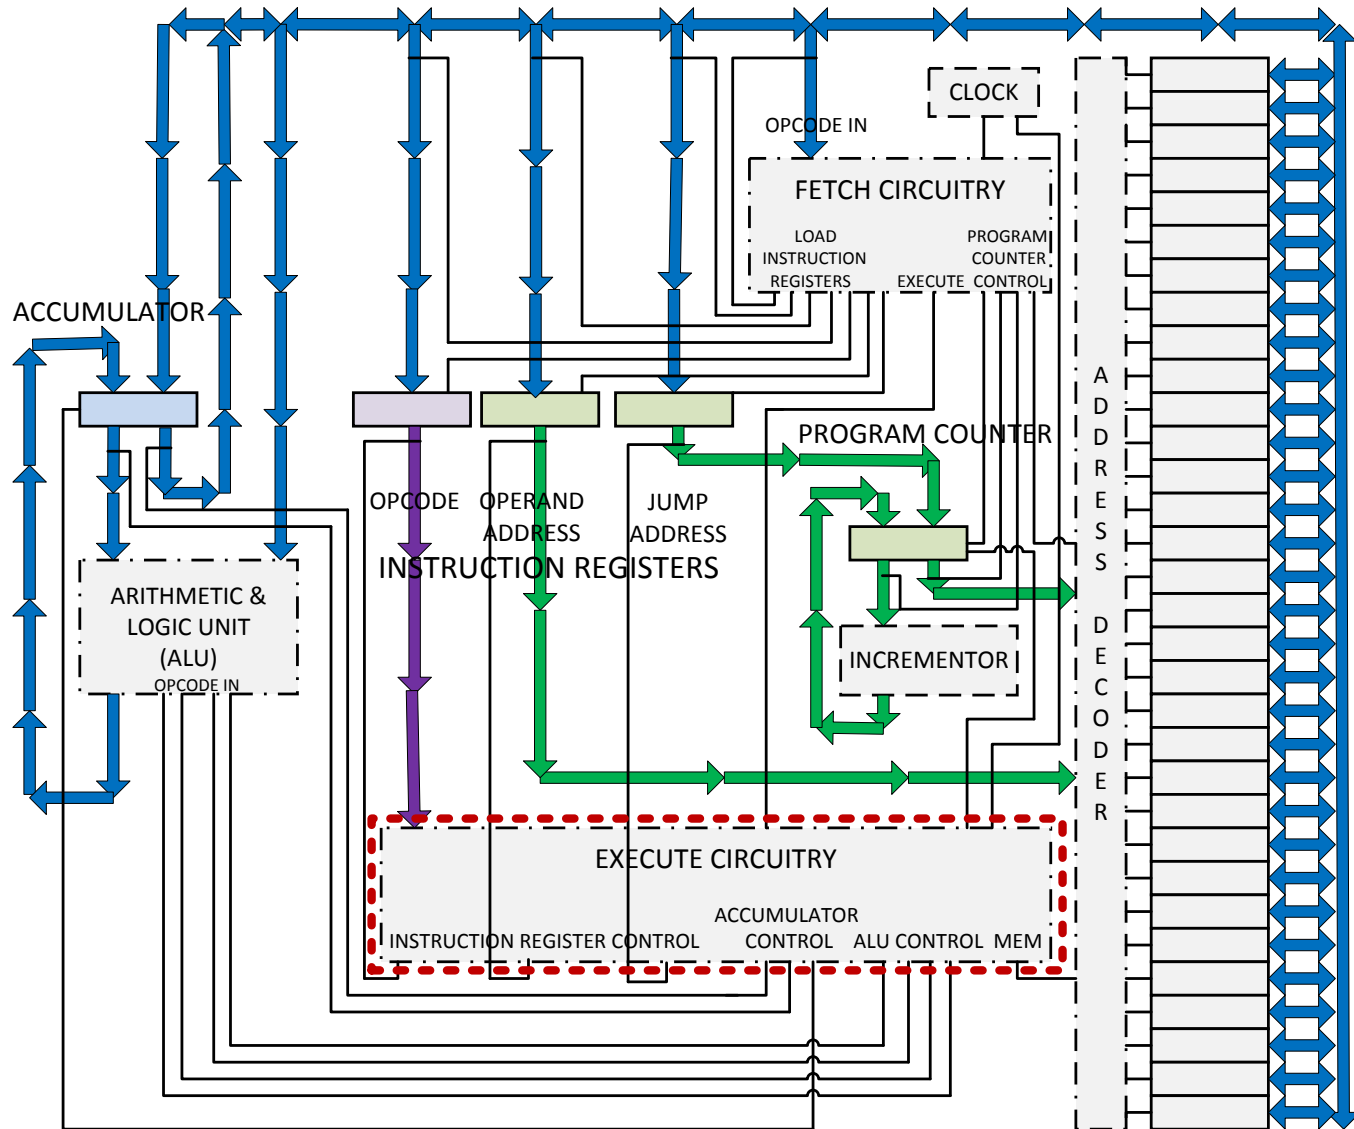 CLOCK
OPCODE IN
FETCH CIRCUITRY
LOAD
INSTRUCTION
REGISTERS
EXECUTE
PROGRAM
COUNTER
CONTROL
ACCUMULATOR
PROGRAM COUNTER
OPCODE
OPERAND
ADDRESS
JUMP
ADDRESS
INSTRUCTION REGISTERS
ARITHMETIC &
LOGIC UNIT
(ALU)
OPCODE IN
INCREMENTOR
A
D
D
R
E
S
S
D
E
C
O
D
E
R
EXECUTE CIRCUITRY
INSTRUCTION REGISTER CONTROL
ACCUMULATOR
CONTROL
ALU CONTROL
MEM